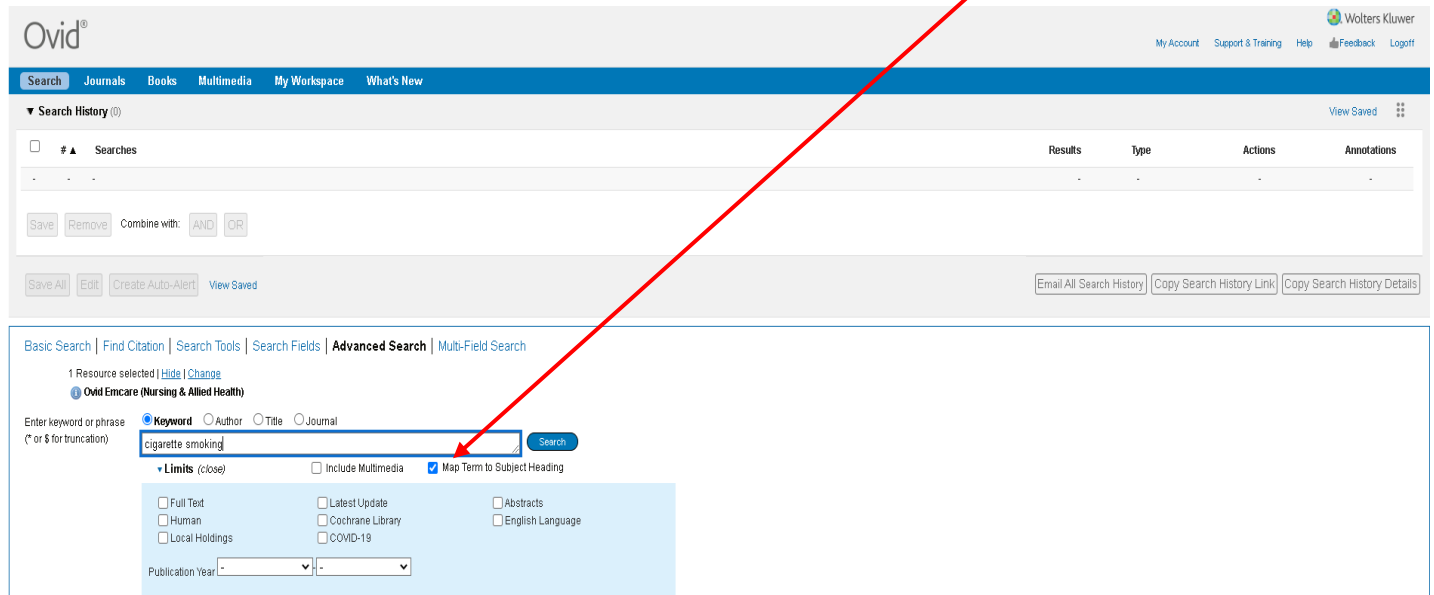 Ovid®
Wolters Kluwer
My Account Support & Training Help Feedback Logoff
Search Journals Books Multimedia My Workspace What's New
▼ Search History (0) View Saved
# ▲ Searches Results Type Actions Annotations
- - - - - - -
Save Remove Combine with: AND OR
Save All Edit Create Auto-Alert View Saved Email All Search History Copy Search History Link Copy Search History Details
Basic Search | Find Citation | Search Tools | Search Fields | Advanced Search | Multi-Field Search
1 Resource selected | Hide | Change
Ovid Emcare (Nursing & Allied Health)
Enter keyword or phrase
(* or $ for truncation)
Keyword Author Title Journal
cigarette smoking Search
▾ Limits (close) Include Multimedia Map Term to Subject Heading
Full Text Latest Update Abstracts
Human Cochrane Library English Language
Local Holdings COVID-19
Publication Year - - -